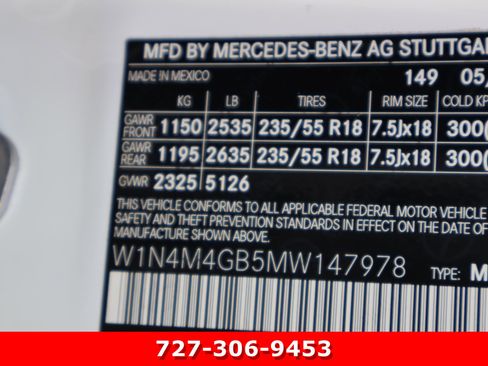 MFD BY MERCEDES-BENZ AG STUTTGA
MADE IN MEXICO 149 05
KG LB TIRES RIM SIZE COLD KP
GAWR FRONT 1150 2535 235/55 R18 7.5Jx18 300(
GAWR REAR 1195 2635 235/55 R18 7.5Jx18 300(
GVWR 2325 5126
THIS VEHICLE CONFORMS TO ALL APPLICABLE FEDERAL MOTOR VEHICLE
SAFETY AND THEFT PREVENTION STANDARDS IN EFFECT ON
MANUFACTURE SHOWN ABOVE.
W1N4M4GB5MW147978 TYPE: M
727-306-9453